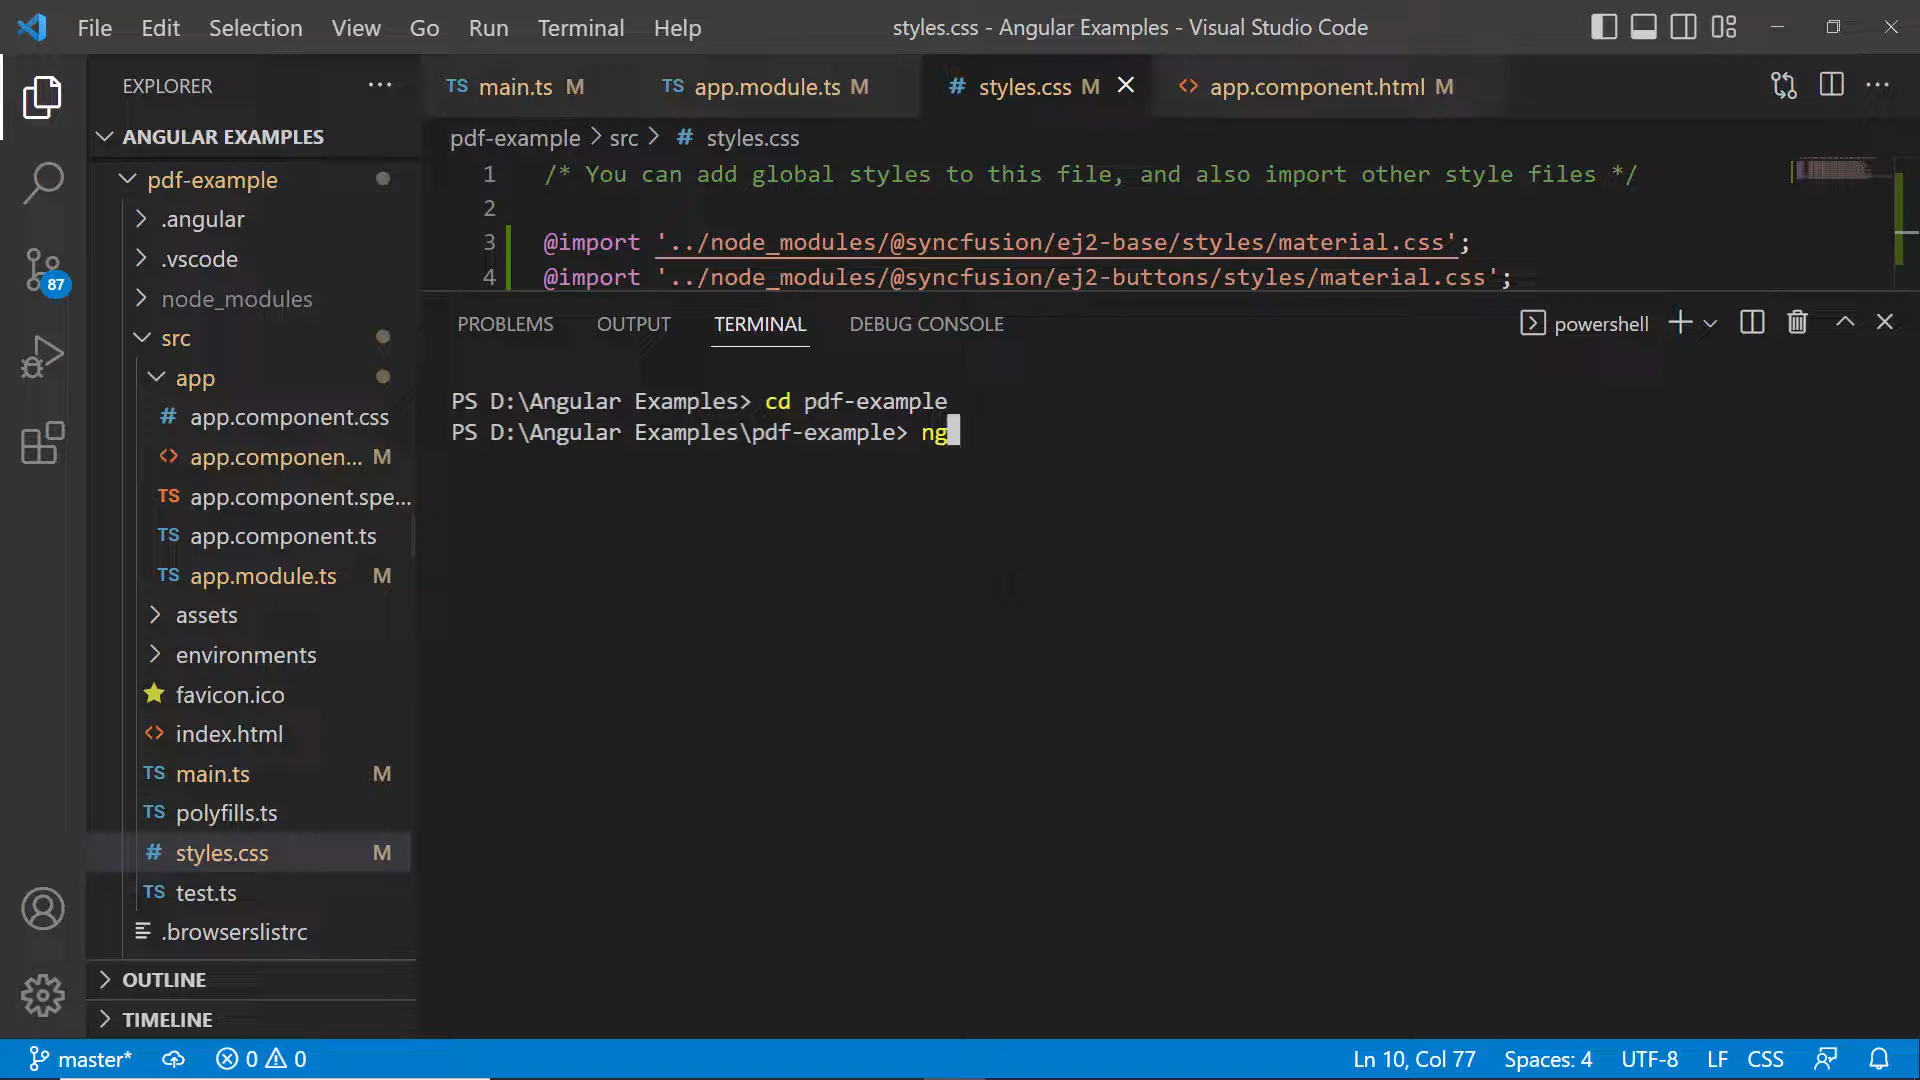 File Edit Selection View Go Run Terminal Help
styles.css - Angular Examples - Visual Studio Code
EXPLORER
ANGULAR EXAMPLES
pdf-example
.angular
.vscode
node_modules
src
app
app.component.css
app.componen... M
app.component.spe...
app.component.ts
app.module.ts M
assets
environments
favicon.ico
index.html
main.ts M
polyfills.ts
styles.css M
test.ts
.browserslistrc
OUTLINE
TIMELINE
87
TS main.ts M
TS app.module.ts M
# styles.css M
<> app.component.html M
pdf-example > src > # styles.css
1 /* You can add global styles to this file, and also import other style files */
2
3 @import '../node_modules/@syncfusion/ej2-base/styles/material.css';
4 @import '../node_modules/@syncfusion/ej2-buttons/styles/material.css';
PROBLEMS OUTPUT TERMINAL DEBUG CONSOLE
powershell
PS D:\Angular Examples> cd pdf-example
PS D:\Angular Examples\pdf-example> ng
master* 0 0
Ln 10, Col 77 Spaces: 4 UTF-8 LF CSS